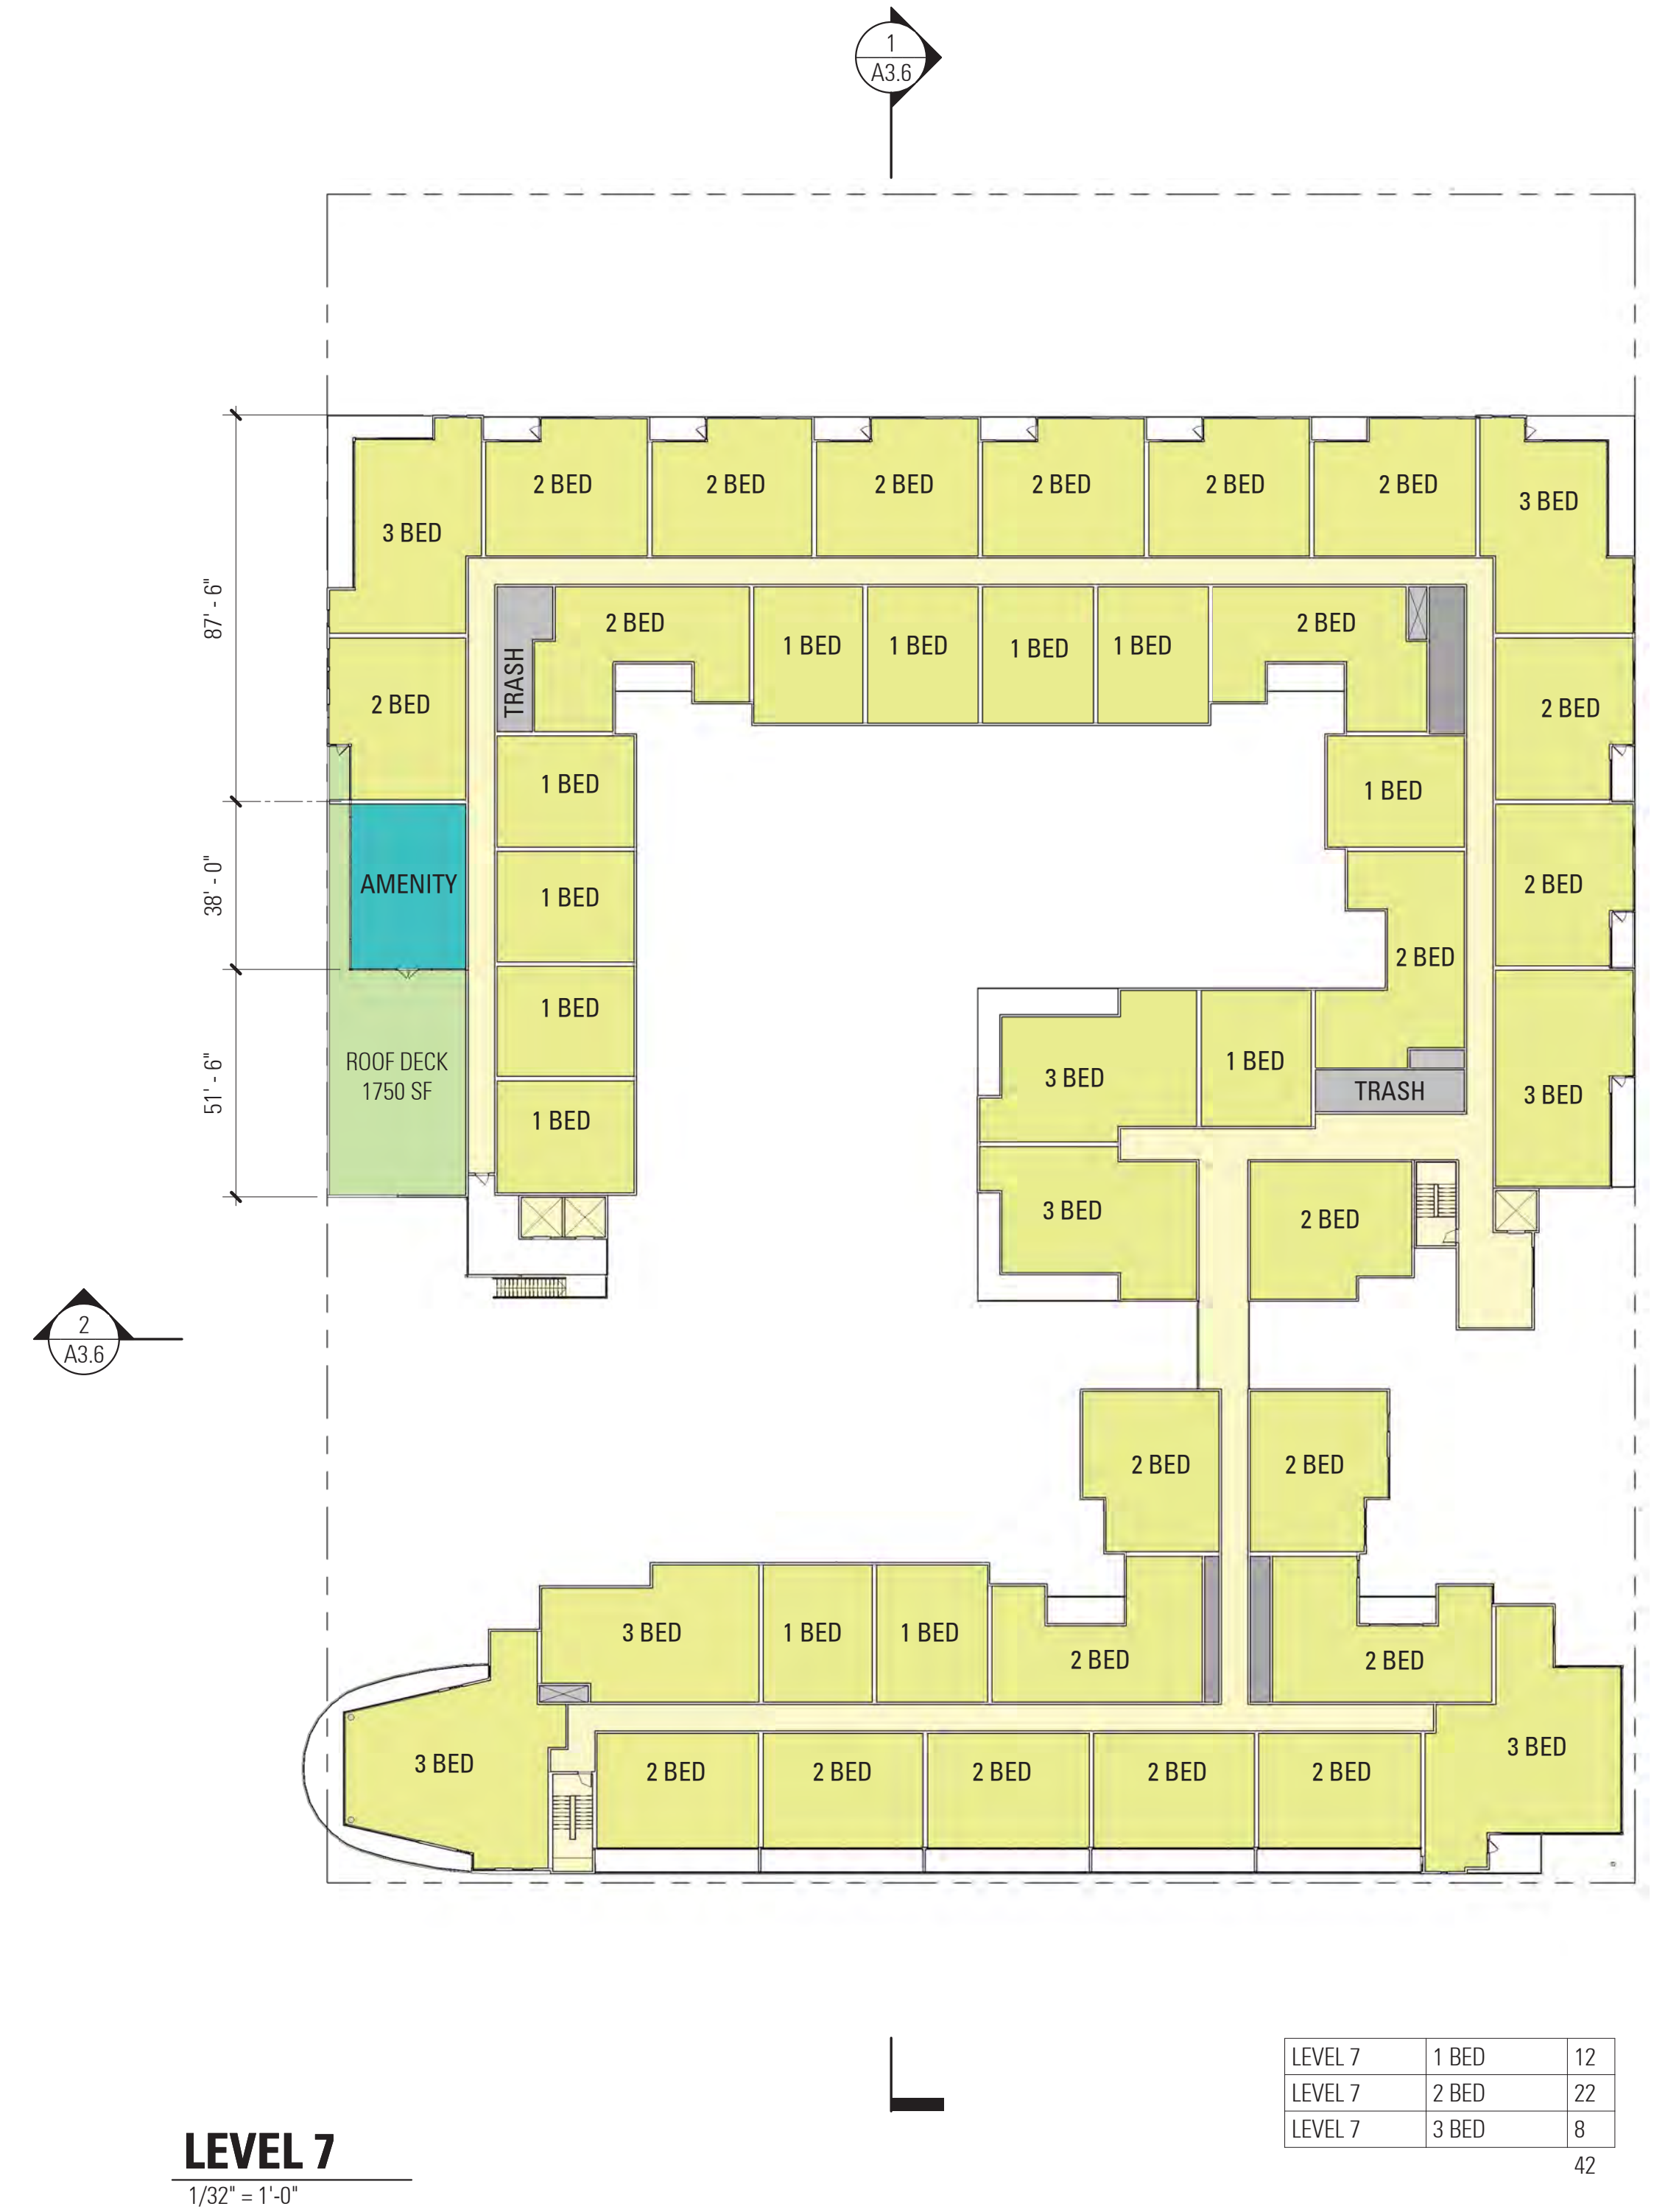 1
A3.6
2 BED
2 BED
2 BED
2 BED
2 BED
2 BED
3 BED
3 BED
87' - 6"
2 BED
1 BED
1 BED
1 BED
1 BED
2 BED
TRASH
2 BED
2 BED
1 BED
1 BED
38' - 0"
AMENITY
1 BED
2 BED
2 BED
1 BED
51' - 6"
ROOF DECK
1750 SF
3 BED
1 BED
TRASH
3 BED
1 BED
3 BED
2 BED
2
A3.6
2 BED
2 BED
3 BED
1 BED
1 BED
2 BED
2 BED
3 BED
3 BED
2 BED
2 BED
2 BED
2 BED
2 BED
LEVEL 7 1 BED 12
LEVEL 7 2 BED 22
LEVEL 7 3 BED 8
42
LEVEL 7
1/32" = 1'-0"